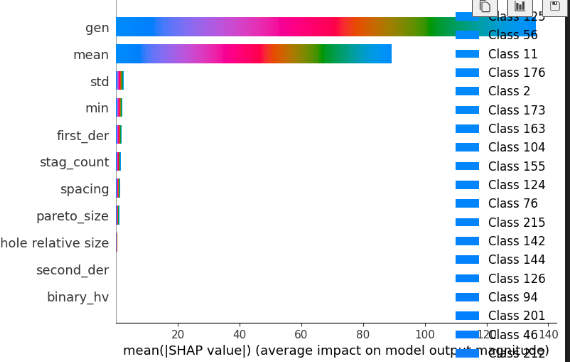 gen
mean
std
min
first_der
stag_count
spacing
pareto_size
hole relative size
second_der
binary_hv
20 40 60 80 100 120 140
mean(|SHAP value|) (average impact on model output magnitude)
Class 125
Class 56
Class 11
Class 176
Class 2
Class 173
Class 163
Class 104
Class 155
Class 124
Class 76
Class 215
Class 142
Class 144
Class 126
Class 94
Class 201
Class 46
Class 212